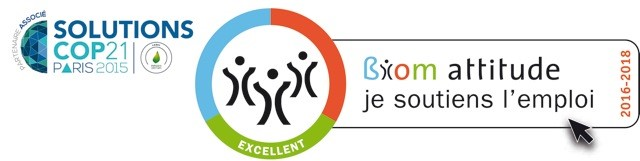 PARTENAIRE ASSOCIÉ
SOLUTIONS
COP21
PARIS 2015
EXCELLENT
Biom attitude
je soutiens l'emploi
2016-2018